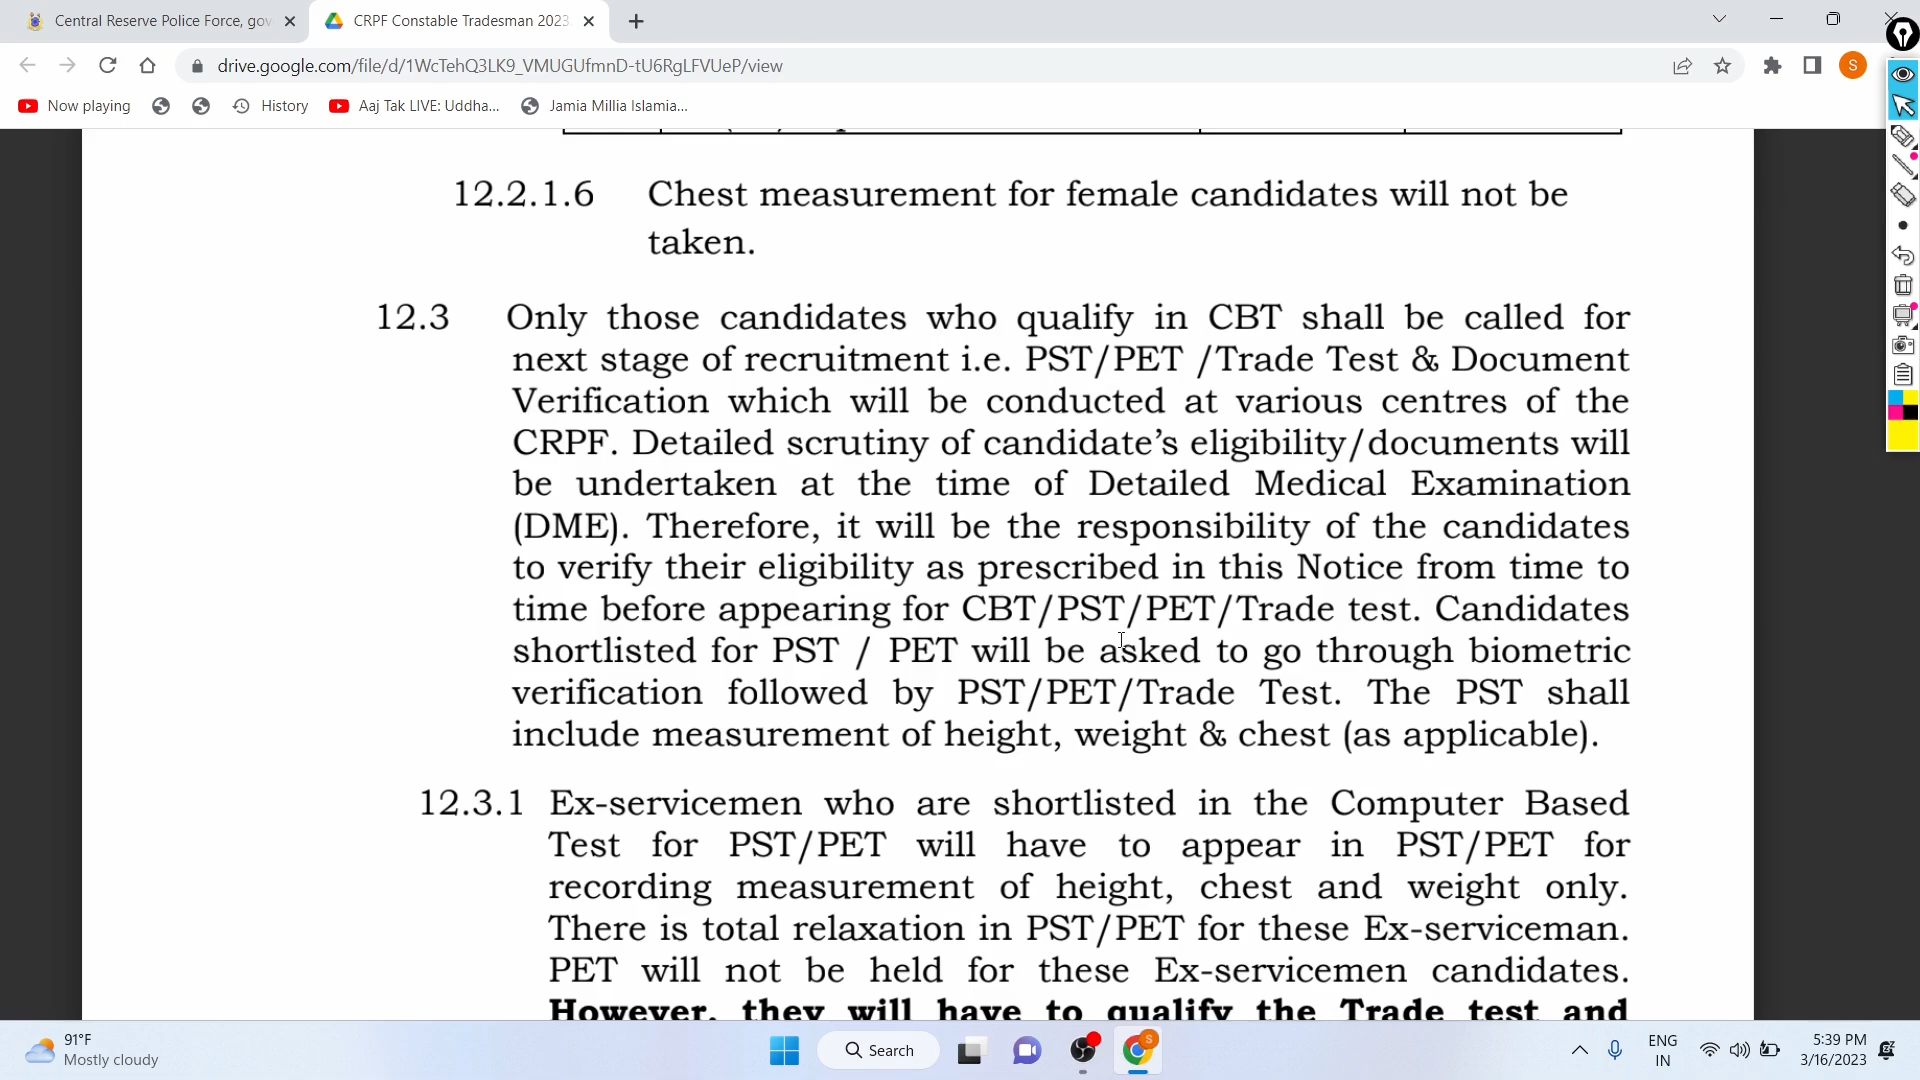 Central Reserve Police Force, gov
CRPF Constable Tradesman 2023
drive.google.com/file/d/1WcTehQ3LK9_VMUGUfmnD-tU6RgLFVUeP/view
S
Now playing
History
Aaj Tak LIVE: Uddha...
Jamia Millia Islamia...
12.2.1.6 Chest measurement for female candidates will not be
taken.
12.3 Only those candidates who qualify in CBT shall be called for
next stage of recruitment i.e. PST/PET /Trade Test & Document
Verification which will be conducted at various centres of the
CRPF. Detailed scrutiny of candidate’s eligibility/documents will
be undertaken at the time of Detailed Medical Examination
(DME). Therefore, it will be the responsibility of the candidates
to verify their eligibility as prescribed in this Notice from time to
time before appearing for CBT/PST/PET/Trade test. Candidates
shortlisted for PST / PET will be asked to go through biometric
verification followed by PST/PET/Trade Test. The PST shall
include measurement of height, weight & chest (as applicable).
12.3.1 Ex-servicemen who are shortlisted in the Computer Based
Test for PST/PET will have to appear in PST/PET for
recording measurement of height, chest and weight only.
There is total relaxation in PST/PET for these Ex-serviceman.
PET will not be held for these Ex-servicemen candidates.
However, they will have to qualify the Trade test and
91°F
Mostly cloudy
Search
S
ENG
IN
5:39 PM
3/16/2023